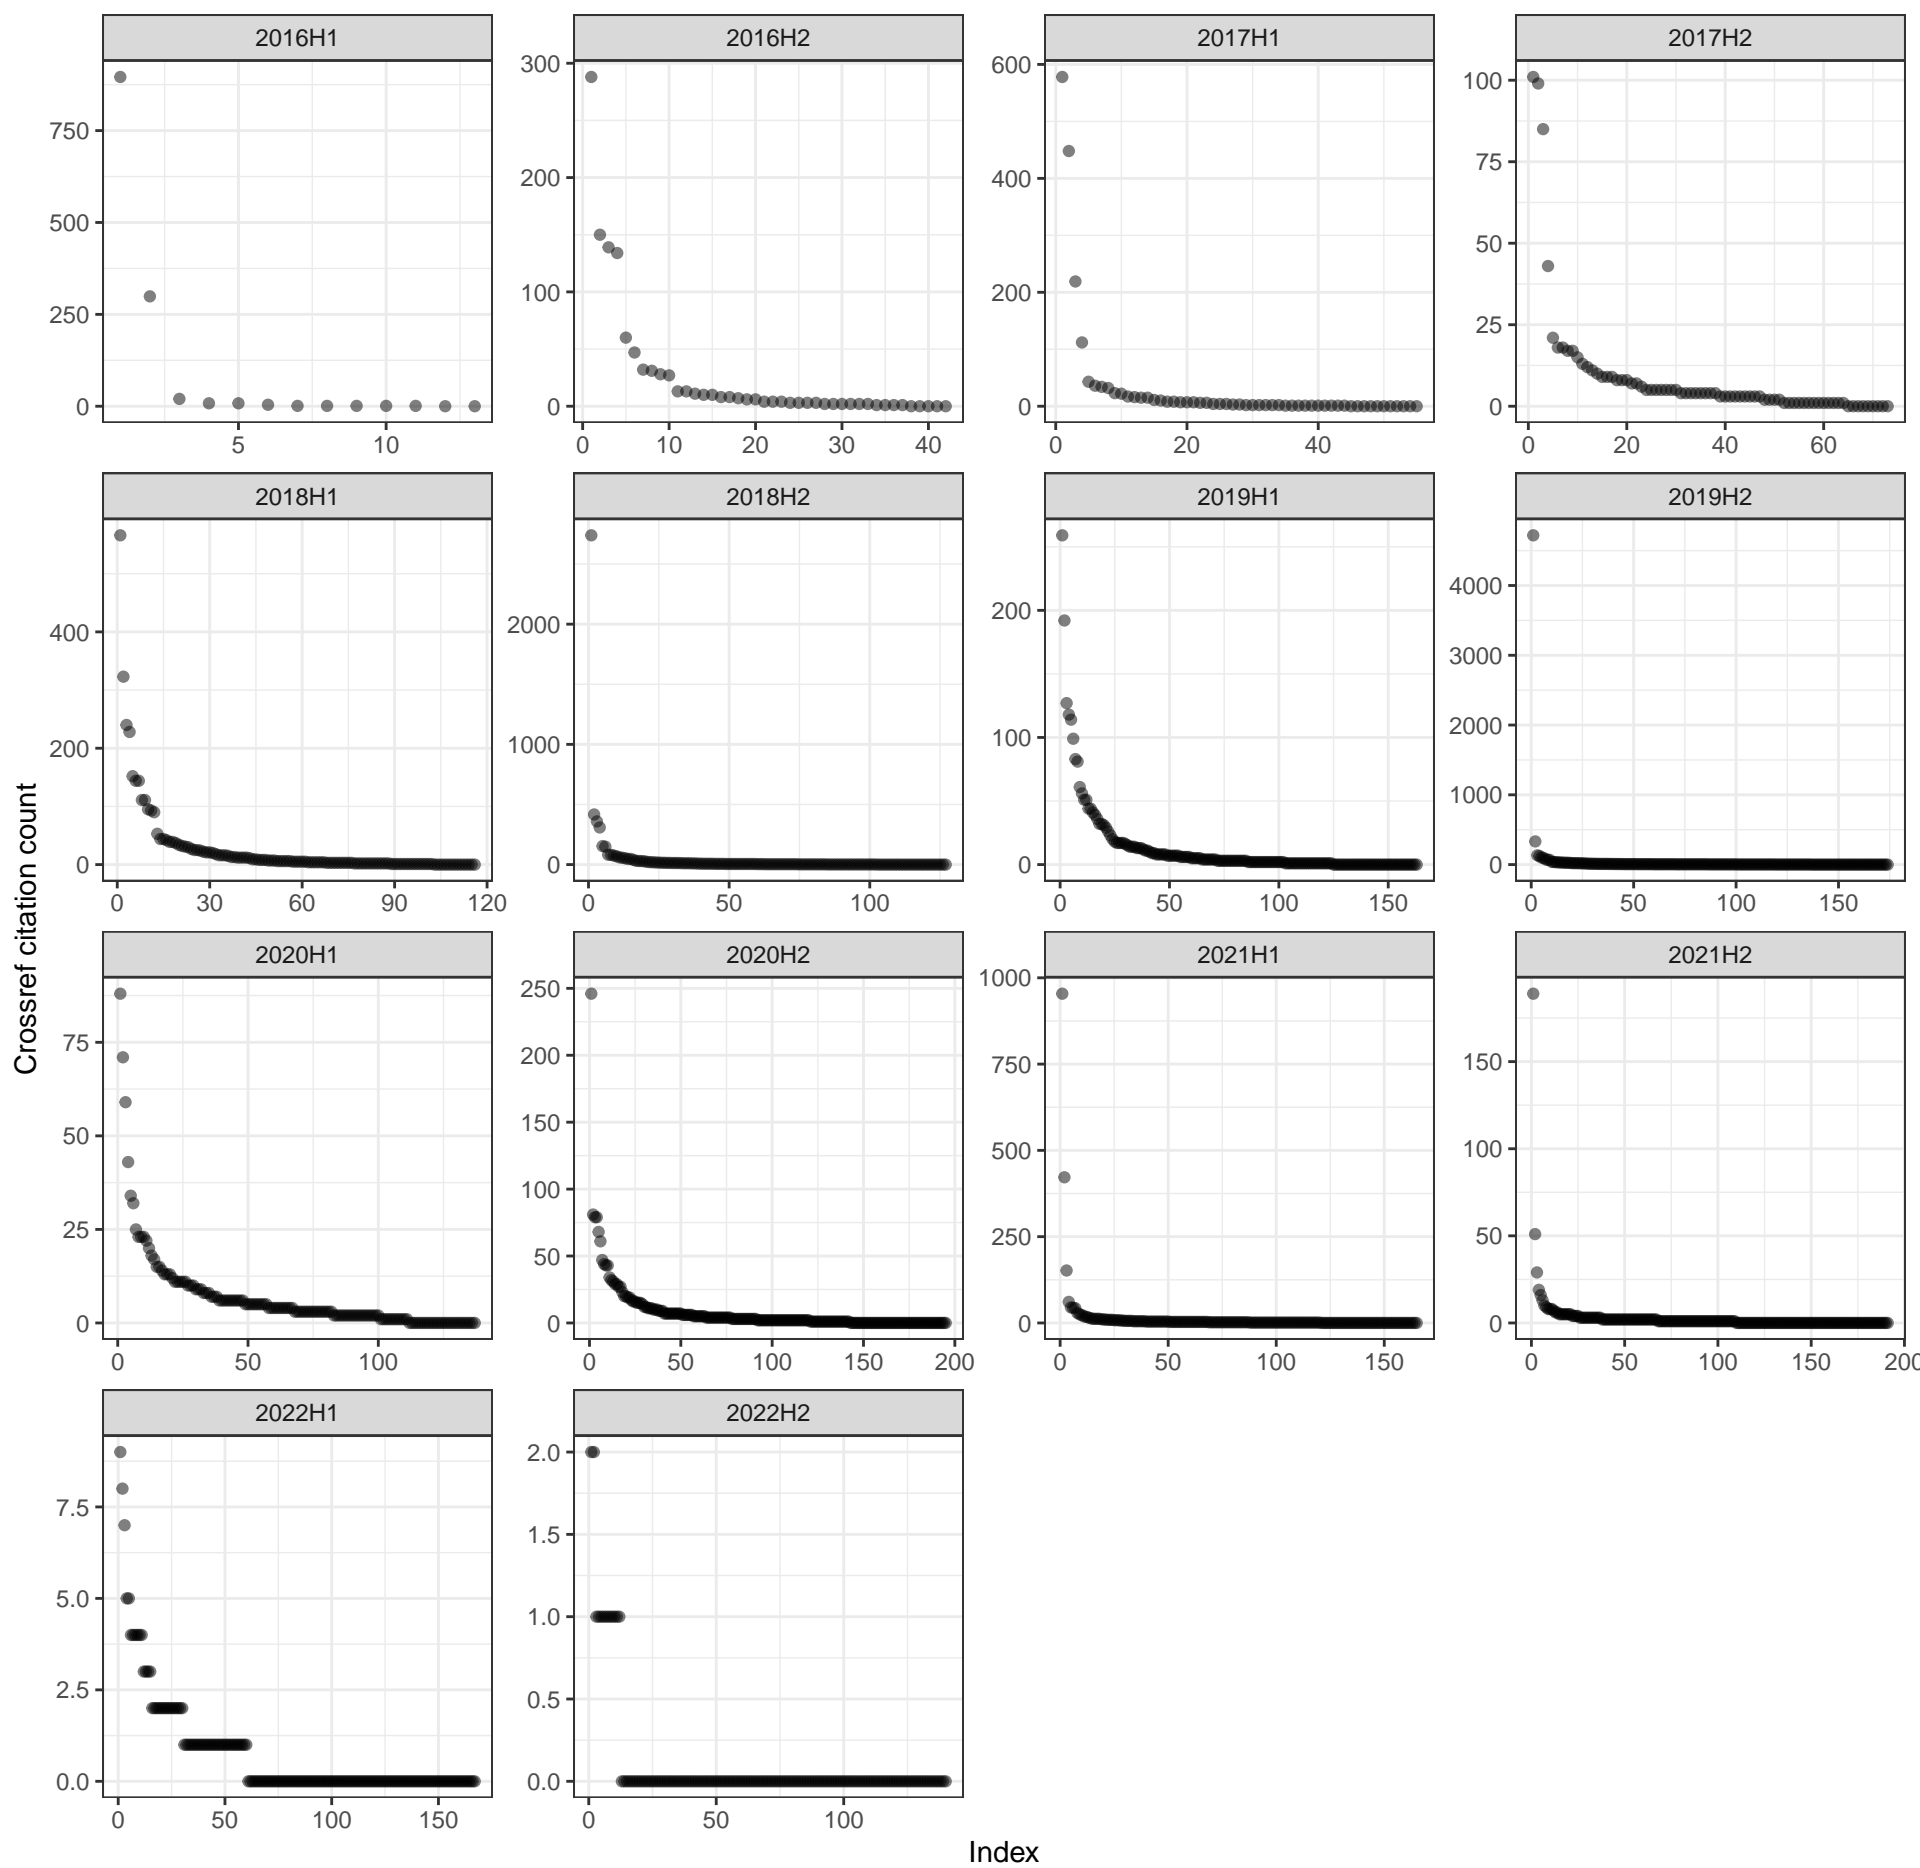 2016H1 2016H2 2017H1 2017H2
750 500 250 0
300 200 100 0
600 400 200 0
100 75 50 25 0
5 10
0 10 20 30 40
0 20 40
0 20 40 60
2018H1 2018H2 2019H1 2019H2
400 200 0
2000 1000 0
200 100 0
4000 3000 2000 1000 0
0 30 60 90 120
0 50 100
0 50 100 150
0 50 100 150
Crossref citation count
2020H1 2020H2 2021H1 2021H2
75 50 25 0
250 200 150 100 50 0
1000 750 500 250 0
150 100 50 0
0 50 100
0 50 100 150 200
0 50 100 150
0 50 100 150 200
2022H1 2022H2
7.5 5.0 2.5 0.0
2.0 1.5 1.0 0.5 0.0
0 50 100 150
0 50 100
Index